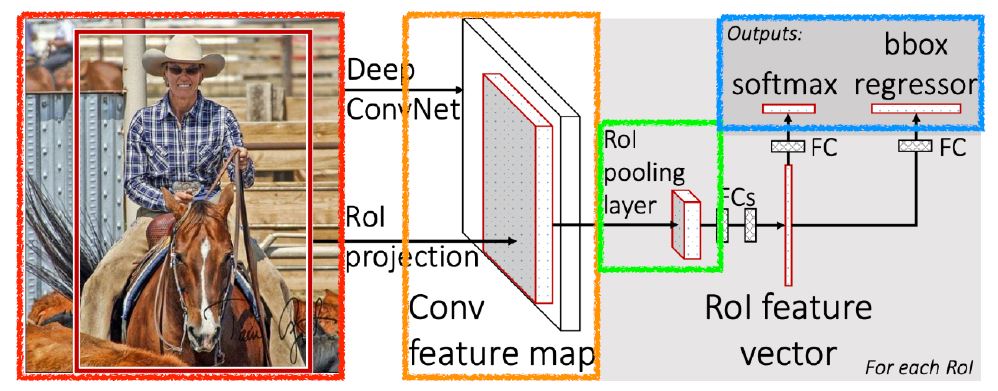 Deep
ConvNet
RoI
projection
Conv
feature map
RoI
pooling
layer
FCs
Outputs:
softmax
bbox
regressor
FC
FC
RoI feature
vector
For each RoI